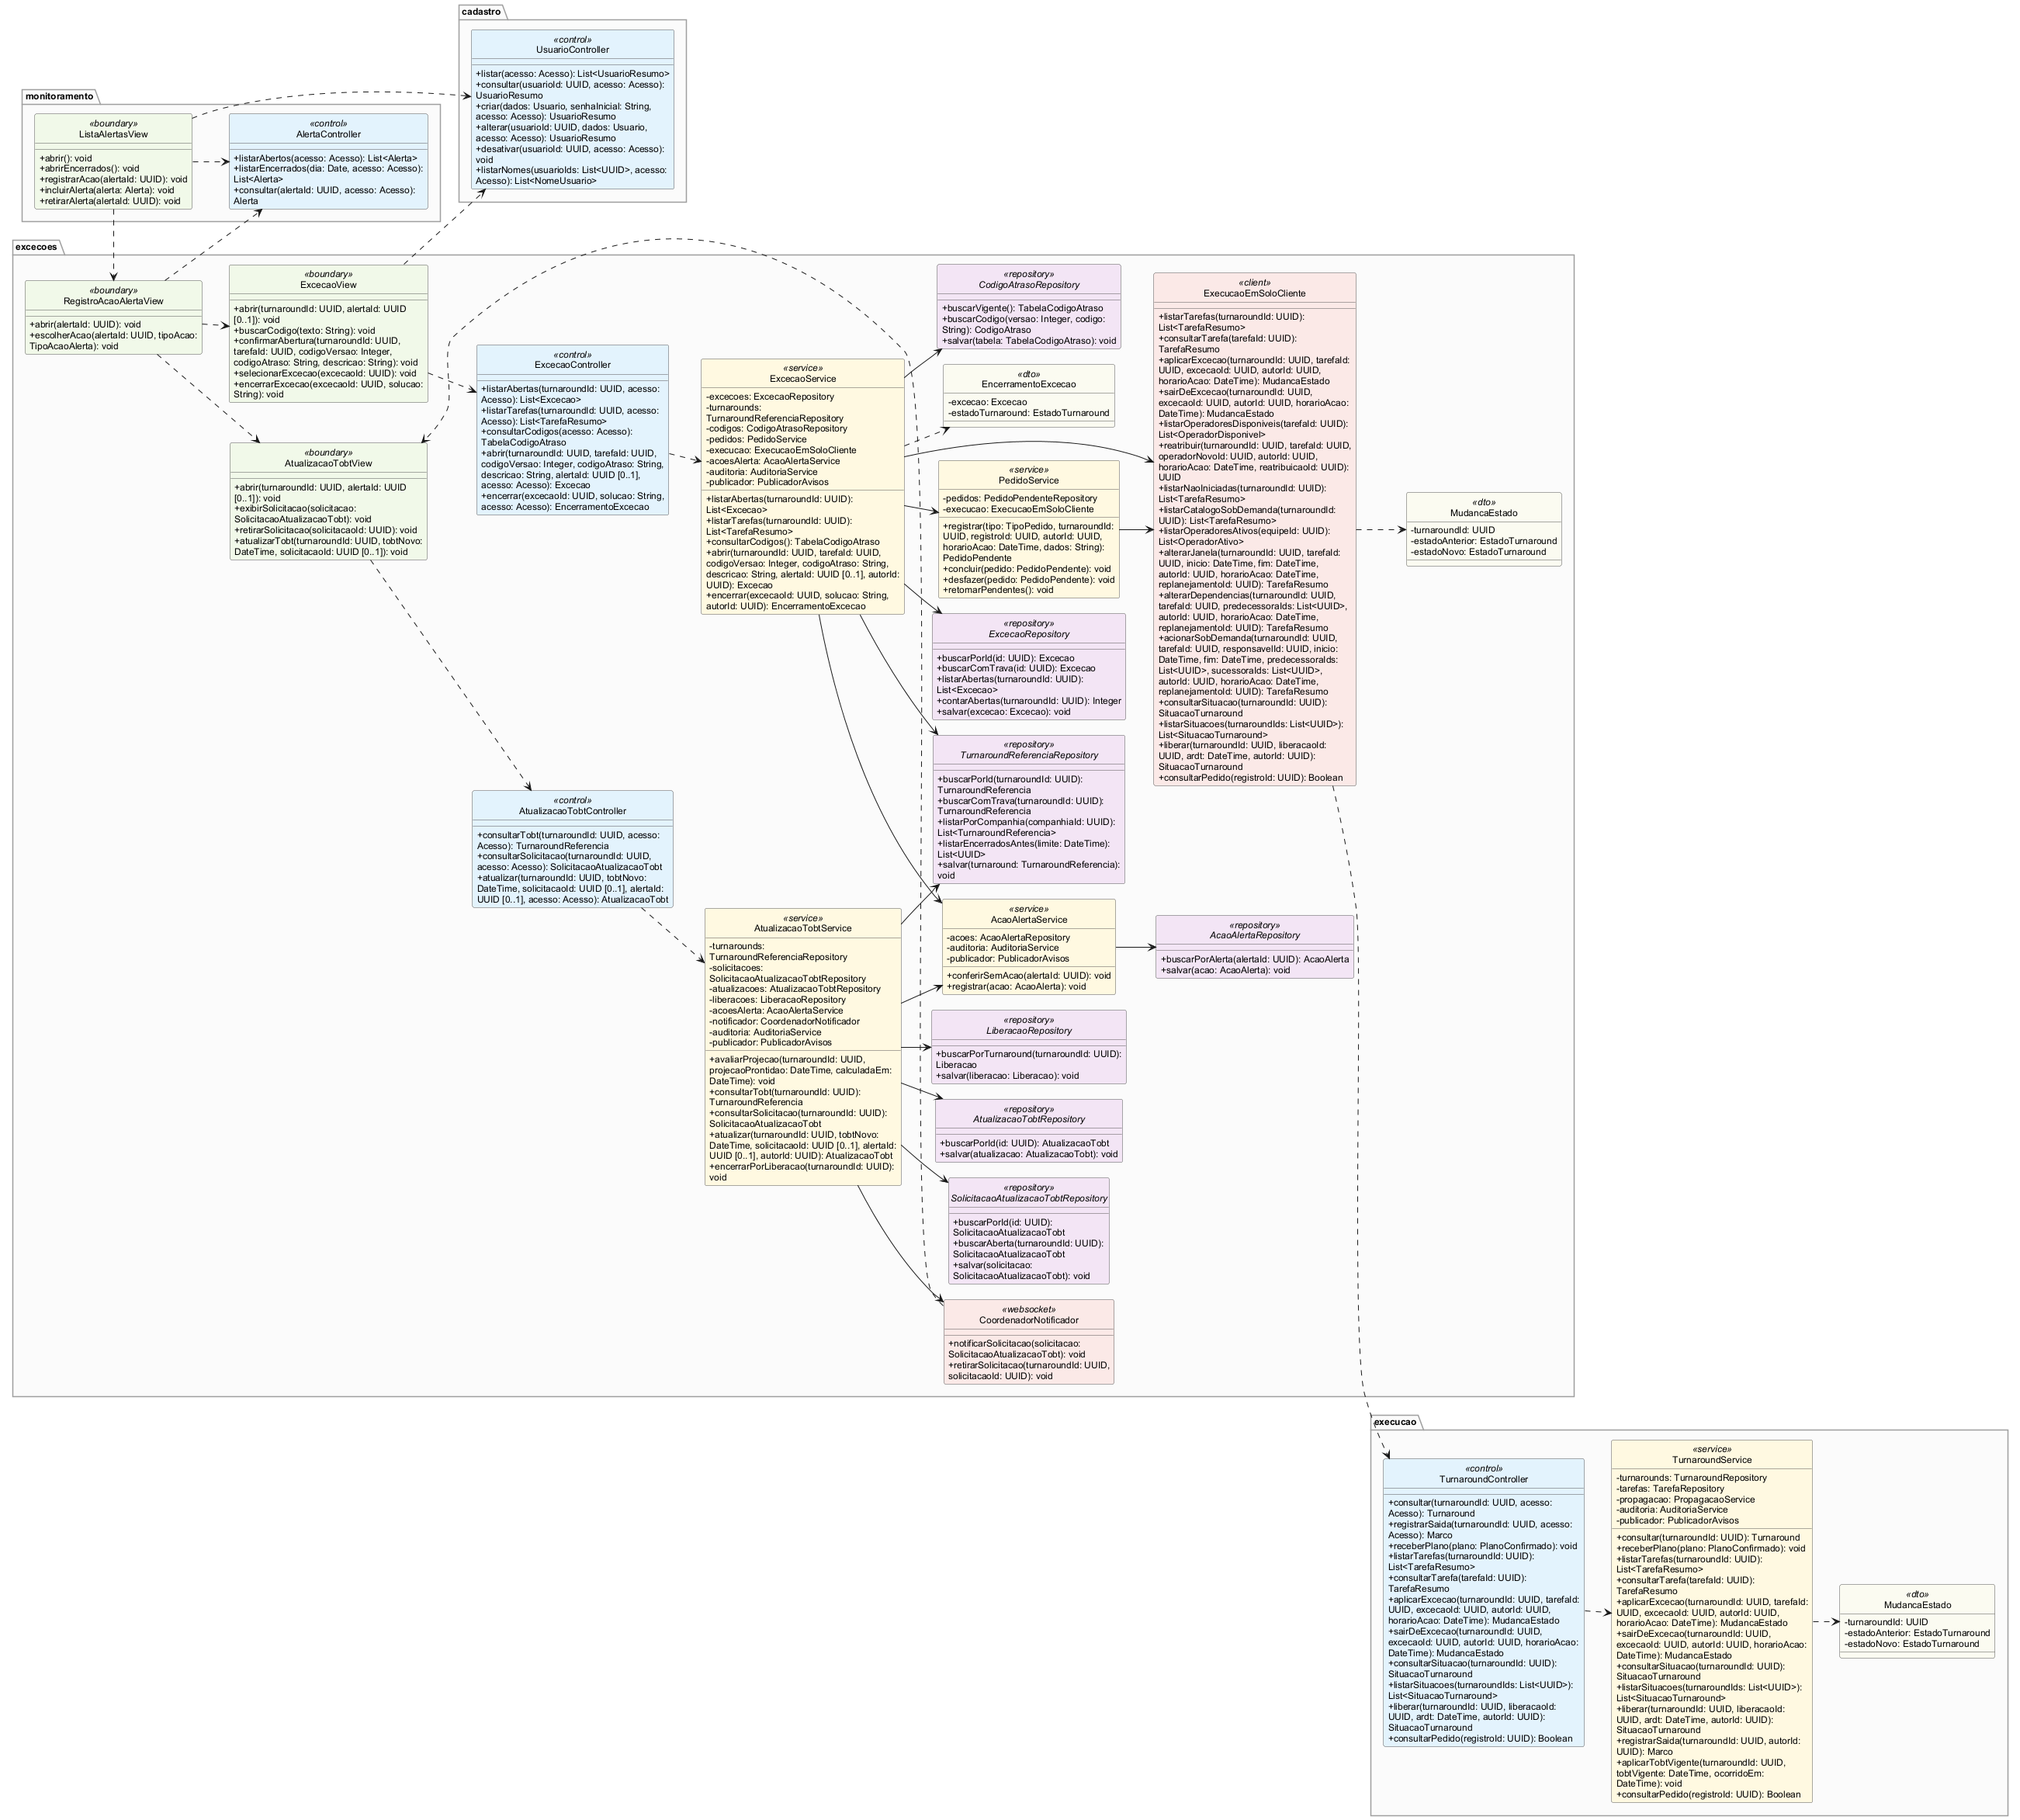 cadastro
«control»
UsuarioController
+listar(acesso: Acesso): List<UsuarioResumo>
+consultar(usuarioId: UUID, acesso: Acesso):
UsuarioResumo
+criar(dados: Usuario, senhaInicial: String,
acesso: Acesso): UsuarioResumo
+alterar(usuarioId: UUID, dados: Usuario,
acesso: Acesso): UsuarioResumo
+desativar(usuarioId: UUID, acesso: Acesso):
void
+listarNomes(usuarioIds: List<UUID>, acesso:
Acesso): List<NomeUsuario>
monitoramento
«boundary»
ListaAlertasView
+abrir(): void
+abrirEncerrados(): void
+registrarAcao(alertaId: UUID): void
+incluirAlerta(alerta: Alerta): void
+retirarAlerta(alertaId: UUID): void
«control»
AlertaController
+listarAbertos(acesso: Acesso): List<Alerta>
+listarEncerrados(dia: Date, acesso: Acesso):
List<Alerta>
+consultar(alertaId: UUID, acesso: Acesso):
Alerta
excecoes
«boundary»
RegistroAcaoAlertaView
+abrir(alertaId: UUID): void
+escolherAcao(alertaId: UUID, tipoAcao:
TipoAcaoAlerta): void
«boundary»
ExcecaoView
+abrir(turnaroundId: UUID, alertaId: UUID
[0..1]): void
+buscarCodigo(texto: String): void
+confirmarAbertura(turnaroundId: UUID,
tarefaId: UUID, codigoVersao: Integer,
codigoAtraso: String, descricao: String): void
+selecionarExcecao(excecaoId: UUID): void
+encerrarExcecao(excecaoId: UUID, solucao:
String): void
«boundary»
AtualizacaoTobtView
+abrir(turnaroundId: UUID, alertaId: UUID
[0..1]): void
+exibirSolicitacao(solicitacao:
SolicitacaoAtualizacaoTobt): void
+retirarSolicitacao(solicitacaoId: UUID): void
+atualizarTobt(turnaroundId: UUID, tobtNovo:
DateTime, solicitacaoId: UUID [0..1]): void
«control»
ExcecaoController
+listarAbertas(turnaroundId: UUID, acesso:
Acesso): List<Excecao>
+listarTarefas(turnaroundId: UUID, acesso:
Acesso): List<TarefaResumo>
+consultarCodigos(acesso: Acesso):
TabelaCodigoAtraso
+abrir(turnaroundId: UUID, tarefaId: UUID,
codigoVersao: Integer, codigoAtraso: String,
descricao: String, alertaId: UUID [0..1],
acesso: Acesso): Excecao
+encerrar(excecaoId: UUID, solucao: String,
acesso: Acesso): EncerramentoExcecao
«control»
AtualizacaoTobtController
+consultarTobt(turnaroundId: UUID, acesso:
Acesso): TurnaroundReferencia
+consultarSolicitacao(turnaroundId: UUID,
acesso: Acesso): SolicitacaoAtualizacaoTobt
+atualizar(turnaroundId: UUID, tobtNovo:
DateTime, solicitacaoId: UUID [0..1], alertaId:
UUID [0..1], acesso: Acesso): AtualizacaoTobt
«service»
ExcecaoService
-excecoes: ExcecaoRepository
-turnarounds:
TurnaroundReferenciaRepository
-codigos: CodigoAtrasoRepository
-pedidos: PedidoService
-execucao: ExecucaoEmSoloCliente
-acoesAlerta: AcaoAlertaService
-auditoria: AuditoriaService
-publicador: PublicadorAvisos
+listarAbertas(turnaroundId: UUID):
List<Excecao>
+listarTarefas(turnaroundId: UUID):
List<TarefaResumo>
+consultarCodigos(): TabelaCodigoAtraso
+abrir(turnaroundId: UUID, tarefaId: UUID,
codigoVersao: Integer, codigoAtraso: String,
descricao: String, alertaId: UUID [0..1], autorId:
UUID): Excecao
+encerrar(excecaoId: UUID, solucao: String,
autorId: UUID): EncerramentoExcecao
«service»
AtualizacaoTobtService
-turnarounds:
TurnaroundReferenciaRepository
-solicitacoes:
SolicitacaoAtualizacaoTobtRepository
-atualizacoes: AtualizacaoTobtRepository
-liberacoes: LiberacaoRepository
-acoesAlerta: AcaoAlertaService
-notificador: CoordenadorNotificador
-auditoria: AuditoriaService
-publicador: PublicadorAvisos
+avaliarProjecao(turnaroundId: UUID,
projecaoProntidao: DateTime, calculadaEm:
DateTime): void
+consultarTobt(turnaroundId: UUID):
TurnaroundReferencia
+consultarSolicitacao(turnaroundId: UUID):
SolicitacaoAtualizacaoTobt
+atualizar(turnaroundId: UUID, tobtNovo:
DateTime, solicitacaoId: UUID [0..1], alertaId:
UUID [0..1], autorId: UUID): AtualizacaoTobt
+encerrarPorLiberacao(turnaroundId: UUID):
void
«repository»
CodigoAtrasoRepository
+buscarVigente(): TabelaCodigoAtraso
+buscarCodigo(versao: Integer, codigo:
String): CodigoAtraso
+salvar(tabela: TabelaCodigoAtraso): void
«dto»
EncerramentoExcecao
-excecao: Excecao
-estadoTurnaround: EstadoTurnaround
«service»
PedidoService
-pedidos: PedidoPendenteRepository
-execucao: ExecucaoEmSoloCliente
+registrar(tipo: TipoPedido, turnaroundId:
UUID, registroId: UUID, autorId: UUID,
horarioAcao: DateTime, dados: String):
PedidoPendente
+concluir(pedido: PedidoPendente): void
+desfazer(pedido: PedidoPendente): void
+retomarPendentes(): void
«repository»
ExcecaoRepository
+buscarPorId(id: UUID): Excecao
+buscarComTrava(id: UUID): Excecao
+listarAbertas(turnaroundId: UUID):
List<Excecao>
+contarAbertas(turnaroundId: UUID): Integer
+salvar(excecao: Excecao): void
«repository»
TurnaroundReferenciaRepository
+buscarPorId(turnaroundId: UUID):
TurnaroundReferencia
+buscarComTrava(turnaroundId: UUID):
TurnaroundReferencia
+listarPorCompanhia(companhiaId: UUID):
List<TurnaroundReferencia>
+listarEncerradosAntes(limite: DateTime):
List<UUID>
+salvar(turnaround: TurnaroundReferencia):
void
«service»
AcaoAlertaService
-acoes: AcaoAlertaRepository
-auditoria: AuditoriaService
-publicador: PublicadorAvisos
+conferirSemAcao(alertaId: UUID): void
+registrar(acao: AcaoAlerta): void
«repository»
LiberacaoRepository
+buscarPorTurnaround(turnaroundId: UUID):
Liberacao
+salvar(liberacao: Liberacao): void
«repository»
AtualizacaoTobtRepository
+buscarPorId(id: UUID): AtualizacaoTobt
+salvar(atualizacao: AtualizacaoTobt): void
«repository»
SolicitacaoAtualizacaoTobtRepository
+buscarPorId(id: UUID):
SolicitacaoAtualizacaoTobt
+buscarAberta(turnaroundId: UUID):
SolicitacaoAtualizacaoTobt
+salvar(solicitacao:
SolicitacaoAtualizacaoTobt): void
«websocket»
CoordenadorNotificador
+notificarSolicitacao(solicitacao:
SolicitacaoAtualizacaoTobt): void
+retirarSolicitacao(turnaroundId: UUID,
solicitacaoId: UUID): void
«client»
ExecucaoEmSoloCliente
+listarTarefas(turnaroundId: UUID):
List<TarefaResumo>
+consultarTarefa(tarefaId: UUID):
TarefaResumo
+aplicarExcecao(turnaroundId: UUID, tarefaId:
UUID, excecaoId: UUID, autorId: UUID,
horarioAcao: DateTime): MudancaEstado
+sairDeExcecao(turnaroundId: UUID,
excecaoId: UUID, autorId: UUID, horarioAcao:
DateTime): MudancaEstado
+listarOperadoresDisponiveis(tarefaId: UUID):
List<OperadorDisponivel>
+reatribuir(turnaroundId: UUID, tarefaId: UUID,
operadorNovoId: UUID, autorId: UUID,
horarioAcao: DateTime, reatribuicaoId: UUID):
UUID
+listarNaoIniciadas(turnaroundId: UUID):
List<TarefaResumo>
+listarCatalogoSobDemanda(turnaroundId:
UUID): List<TarefaResumo>
+listarOperadoresAtivos(equipeId: UUID):
List<OperadorAtivo>
+alterarJanela(turnaroundId: UUID, tarefaId:
UUID, inicio: DateTime, fim: DateTime,
autorId: UUID, horarioAcao: DateTime,
replanejamentoId: UUID): TarefaResumo
+alterarDependencias(turnaroundId: UUID,
tarefaId: UUID, predecessoraIds: List<UUID>,
autorId: UUID, horarioAcao: DateTime,
replanejamentoId: UUID): TarefaResumo
+acionarSobDemanda(turnaroundId: UUID,
tarefaId: UUID, responsavelId: UUID, inicio:
DateTime, fim: DateTime, predecessoraIds:
List<UUID>, sucessoraIds: List<UUID>,
autorId: UUID, horarioAcao: DateTime,
replanejamentoId: UUID): TarefaResumo
+consultarSituacao(turnaroundId: UUID):
SituacaoTurnaround
+listarSituacoes(turnaroundIds: List<UUID>):
List<SituacaoTurnaround>
+liberar(turnaroundId: UUID, liberacaoId:
UUID, ardt: DateTime, autorId: UUID):
SituacaoTurnaround
+consultarPedido(registroId: UUID): Boolean
«repository»
AcaoAlertaRepository
+buscarPorAlerta(alertaId: UUID): AcaoAlerta
+salvar(acao: AcaoAlerta): void
«dto»
MudancaEstado
-turnaroundId: UUID
-estadoAnterior: EstadoTurnaround
-estadoNovo: EstadoTurnaround
execucao
«control»
TurnaroundController
+consultar(turnaroundId: UUID, acesso:
Acesso): Turnaround
+registrarSaida(turnaroundId: UUID, acesso:
Acesso): Marco
+receberPlano(plano: PlanoConfirmado): void
+listarTarefas(turnaroundId: UUID):
List<TarefaResumo>
+consultarTarefa(tarefaId: UUID):
TarefaResumo
+aplicarExcecao(turnaroundId: UUID, tarefaId:
UUID, excecaoId: UUID, autorId: UUID,
horarioAcao: DateTime): MudancaEstado
+sairDeExcecao(turnaroundId: UUID,
excecaoId: UUID, autorId: UUID, horarioAcao:
DateTime): MudancaEstado
+consultarSituacao(turnaroundId: UUID):
SituacaoTurnaround
+listarSituacoes(turnaroundIds: List<UUID>):
List<SituacaoTurnaround>
+liberar(turnaroundId: UUID, liberacaoId:
UUID, ardt: DateTime, autorId: UUID):
SituacaoTurnaround
+consultarPedido(registroId: UUID): Boolean
«service»
TurnaroundService
-turnarounds: TurnaroundRepository
-tarefas: TarefaRepository
-propagacao: PropagacaoService
-auditoria: AuditoriaService
-publicador: PublicadorAvisos
+consultar(turnaroundId: UUID): Turnaround
+receberPlano(plano: PlanoConfirmado): void
+listarTarefas(turnaroundId: UUID):
List<TarefaResumo>
+consultarTarefa(tarefaId: UUID):
TarefaResumo
+aplicarExcecao(turnaroundId: UUID, tarefaId:
UUID, excecaoId: UUID, autorId: UUID,
horarioAcao: DateTime): MudancaEstado
+sairDeExcecao(turnaroundId: UUID,
excecaoId: UUID, autorId: UUID, horarioAcao:
DateTime): MudancaEstado
+consultarSituacao(turnaroundId: UUID):
SituacaoTurnaround
+listarSituacoes(turnaroundIds: List<UUID>):
List<SituacaoTurnaround>
+liberar(turnaroundId: UUID, liberacaoId:
UUID, ardt: DateTime, autorId: UUID):
SituacaoTurnaround
+registrarSaida(turnaroundId: UUID, autorId:
UUID): Marco
+aplicarTobtVigente(turnaroundId: UUID,
tobtVigente: DateTime, ocorridoEm:
DateTime): void
+consultarPedido(registroId: UUID): Boolean
«dto»
MudancaEstado
-turnaroundId: UUID
-estadoAnterior: EstadoTurnaround
-estadoNovo: EstadoTurnaround